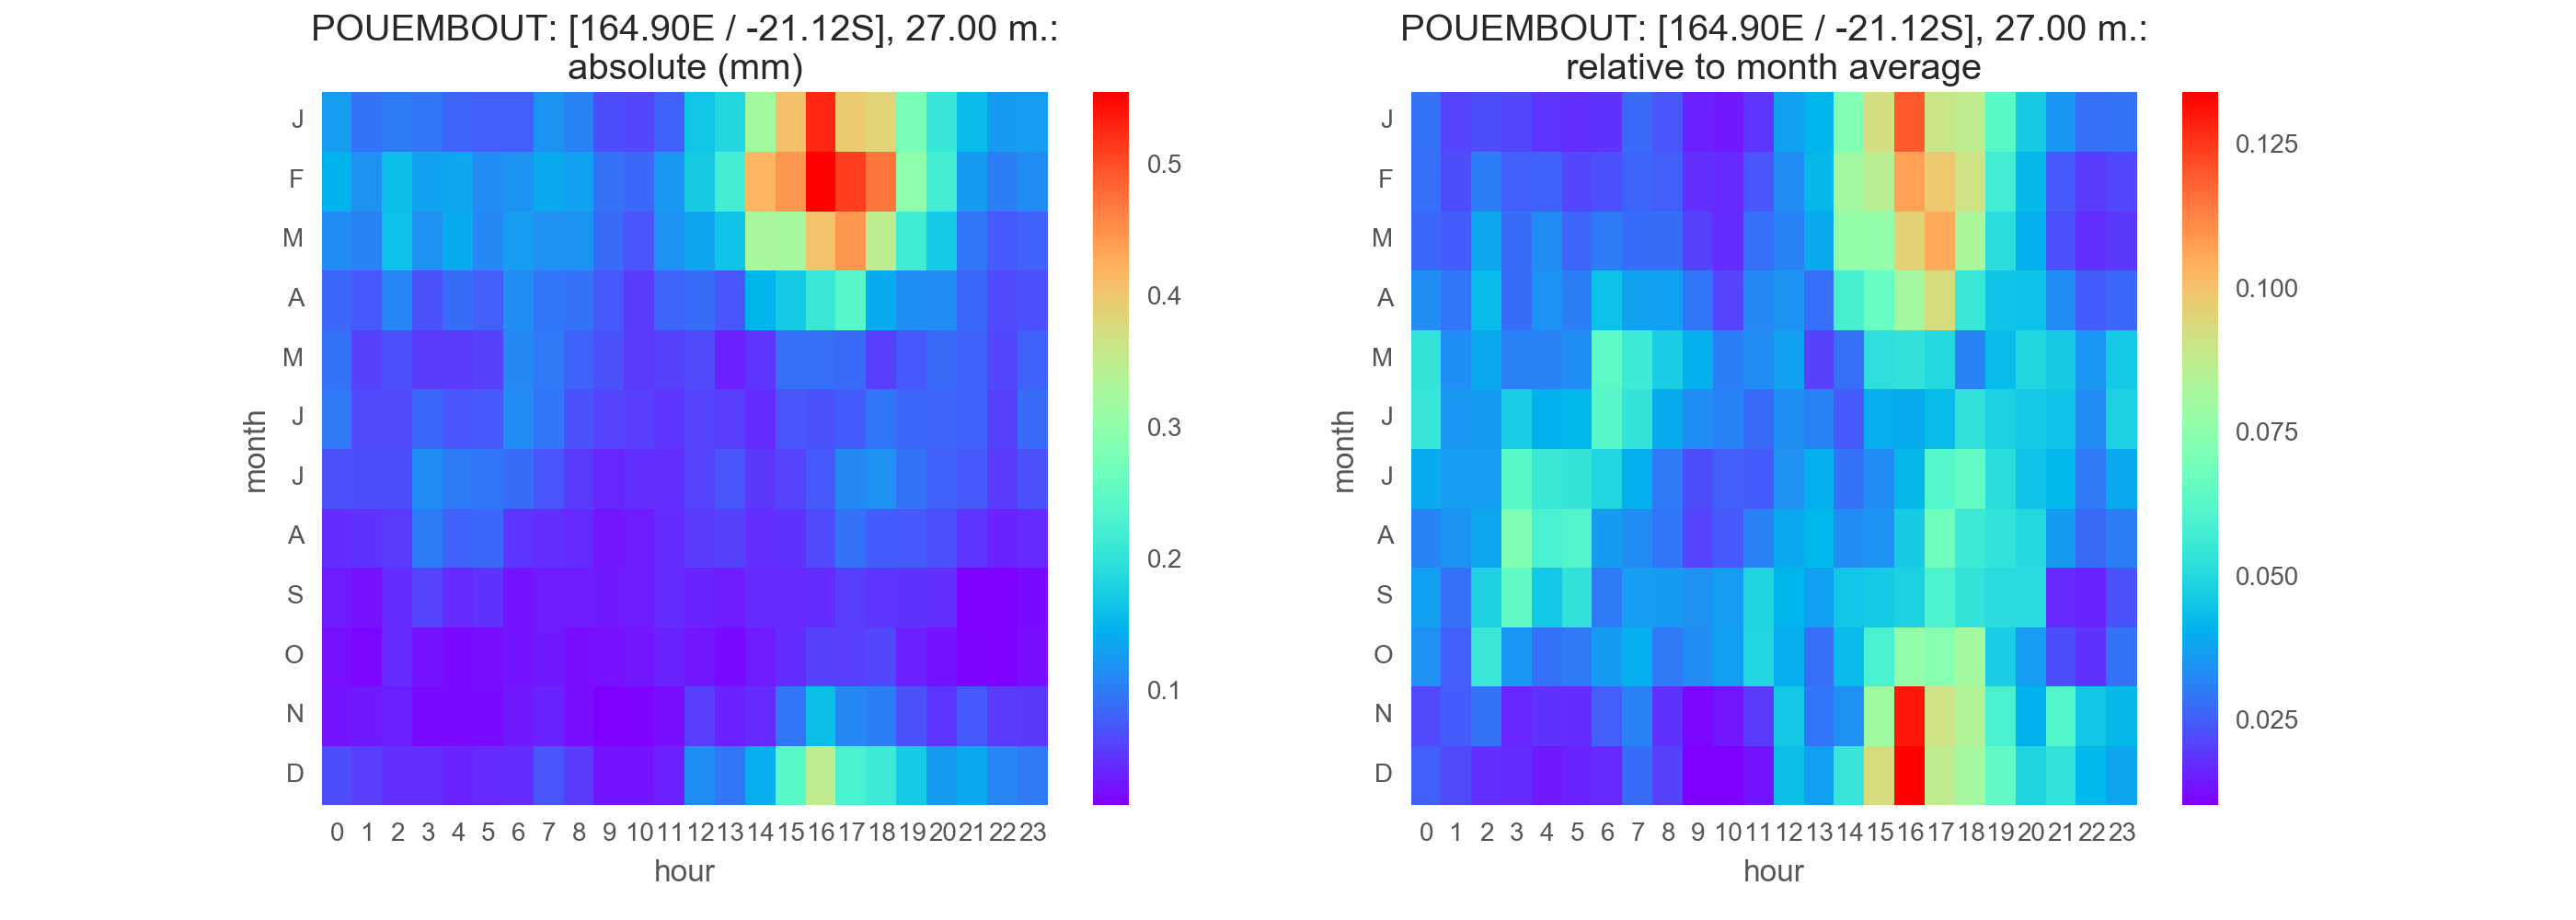 POUEMBOUT: [164.90E / -21.12S], 27.00 m.:
absolute (mm)
J
F
M
A
M
J
J
A
S
O
N
D
month
0 1 2 3 4 5 6 7 8 9 10 11 12 13 14 15 16 17 18 19 20 21 22 23
hour
0.5
0.4
0.3
0.2
0.1
POUEMBOUT: [164.90E / -21.12S], 27.00 m.:
relative to month average
J
F
M
A
M
J
J
A
S
O
N
D
month
0 1 2 3 4 5 6 7 8 9 10 11 12 13 14 15 16 17 18 19 20 21 22 23
hour
0.125
0.100
0.075
0.050
0.025